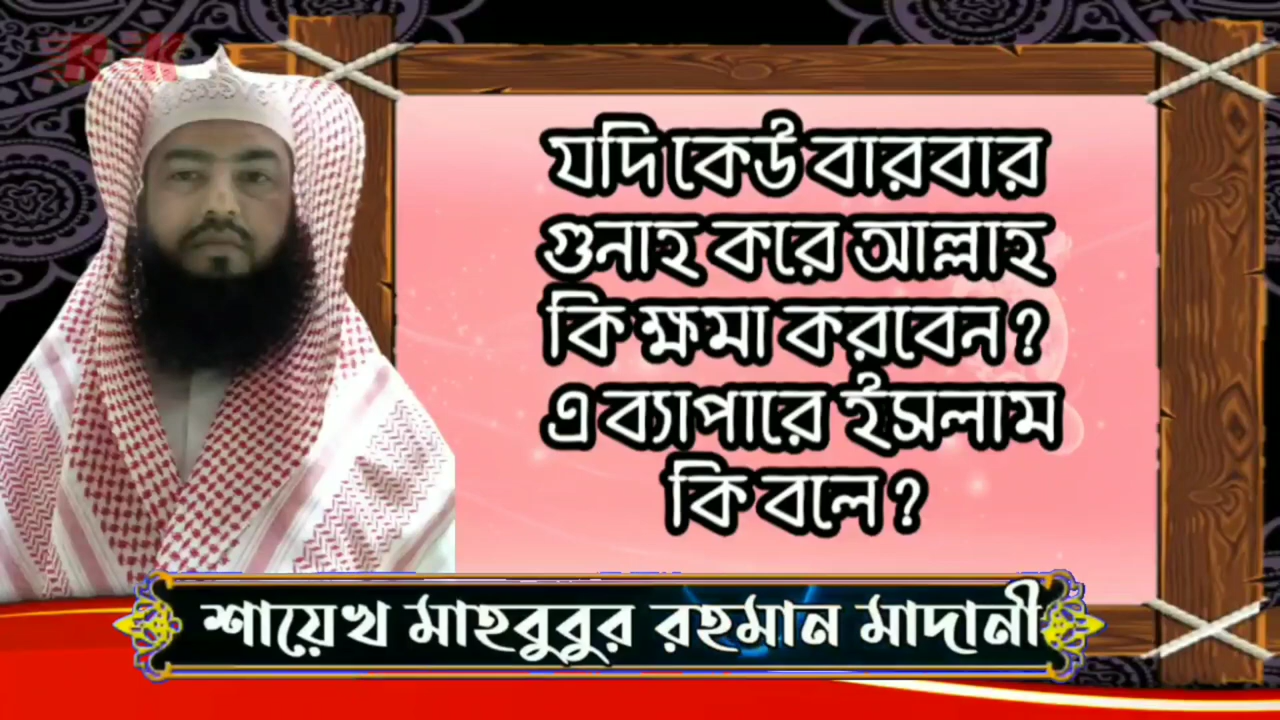 যদি কেউ বারবার
গুনাহ করে আল্লাহ
কি ক্ষমা করবেন ?
এ ব্যাপারে ইসলাম
কি বলে ?
শায়েখ মাহবুবুর রহমান মাদানী